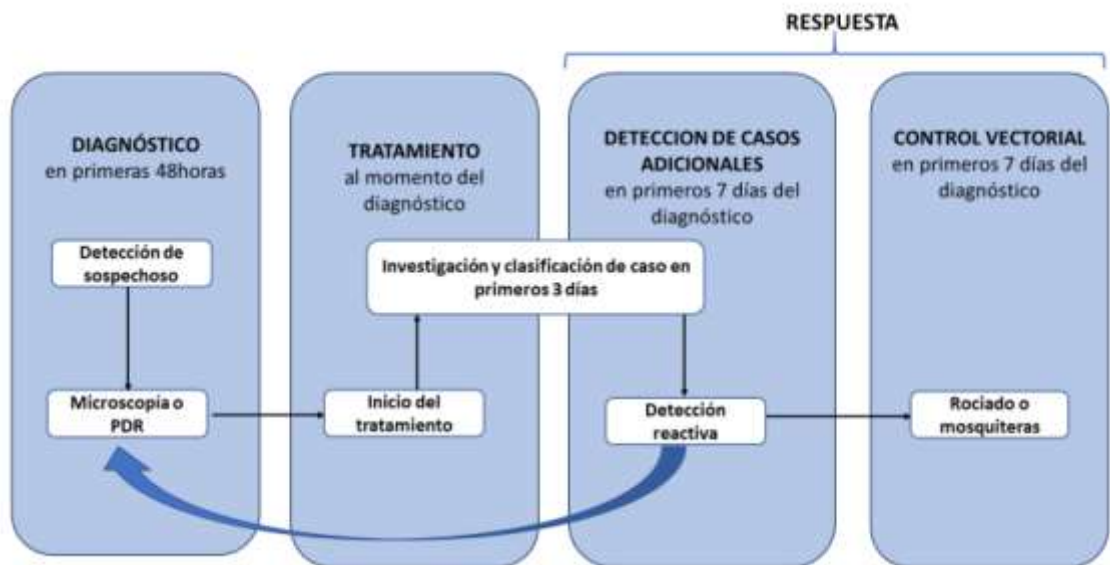 RESPUESTA
DIAGNÓSTICO
en primeras 48horas
Detección de
sospechoso
Microscopía o
PDR
TRATAMIENTO
al momento del
diagnóstico
Investigación y clasificación de caso en
primeros 3 días
Inicio del
tratamiento
DETECCION DE CASOS
ADICIONALES
en primeros 7 días del
diagnóstico
Detección
reactiva
CONTROL VECTORIAL
en primeros 7 días del
diagnóstico
Rociado o
mosquiteras